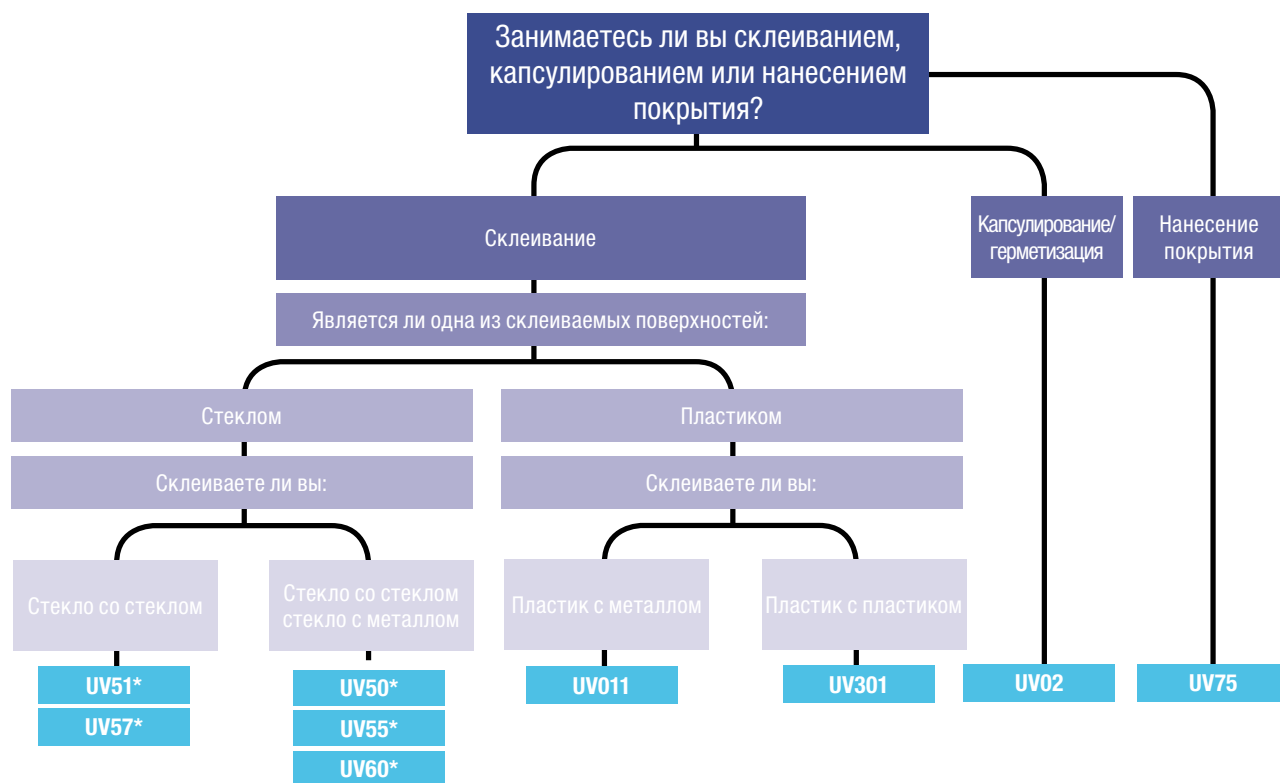 Занимаетесь ли вы склеиванием,
капсулированием или нанесением
покрытия?
Склеивание
Капсулирование/
герметизация
Нанесение
покрытия
Является ли одна из склеиваемых поверхностей:
Стеклом
Пластиком
Склеиваете ли вы:
Склеиваете ли вы:
Стекло со стеклом
Стекло со стеклом
стекло с металлом
Пластик с металлом
Пластик с пластиком
UV51*
UV57*
UV50*
UV55*
UV60*
UV011
UV301
UV02
UV75